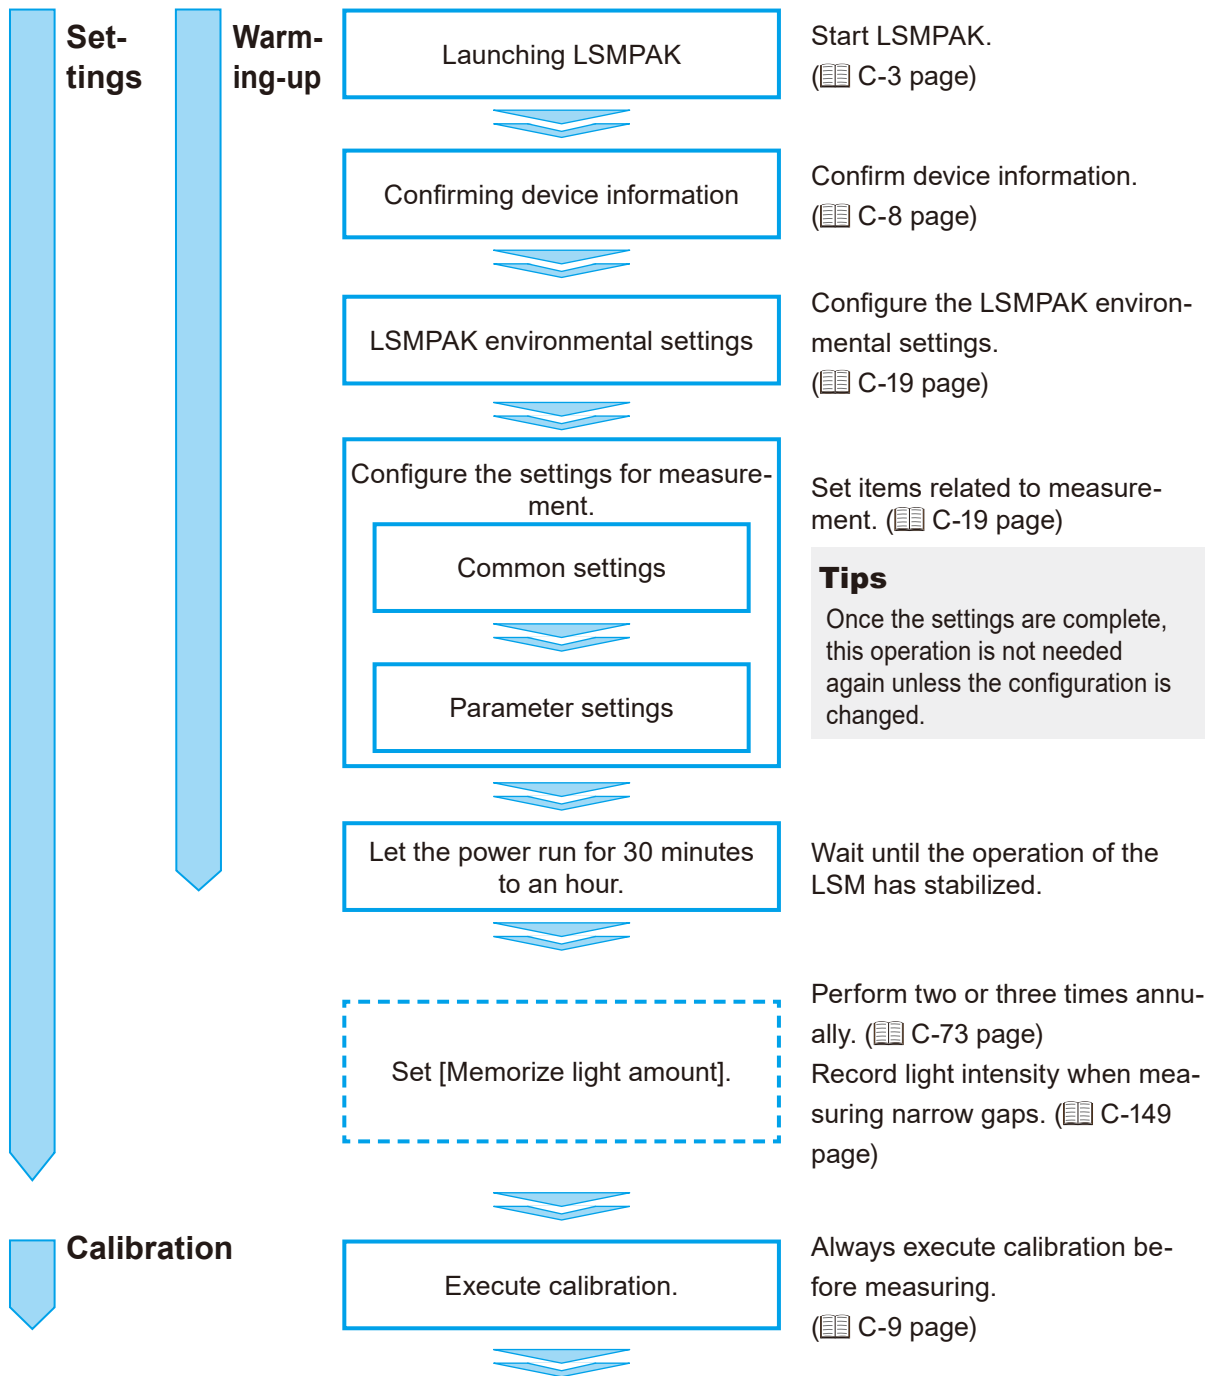 Set-
tings
Warm-
ing-up
Launching LSMPAK
Start LSMPAK.
( C-3 page)
Confirming device information
Confirm device information.
( C-8 page)
LSMPAK environmental settings
Configure the LSMPAK environ-
mental settings.
( C-19 page)
Configure the settings for measure-
ment.
Common settings
Parameter settings
Set items related to measure-
ment. ( C-19 page)
Tips
Once the settings are complete,
this operation is not needed
again unless the configuration is
changed.
Let the power run for 30 minutes
to an hour.
Wait until the operation of the
LSM has stabilized.
Set [Memorize light amount].
Perform two or three times annu-
ally. ( C-73 page)
Record light intensity when mea-
suring narrow gaps. ( C-149
page)
Calibration
Execute calibration.
Always execute calibration be-
fore measuring.
( C-9 page)